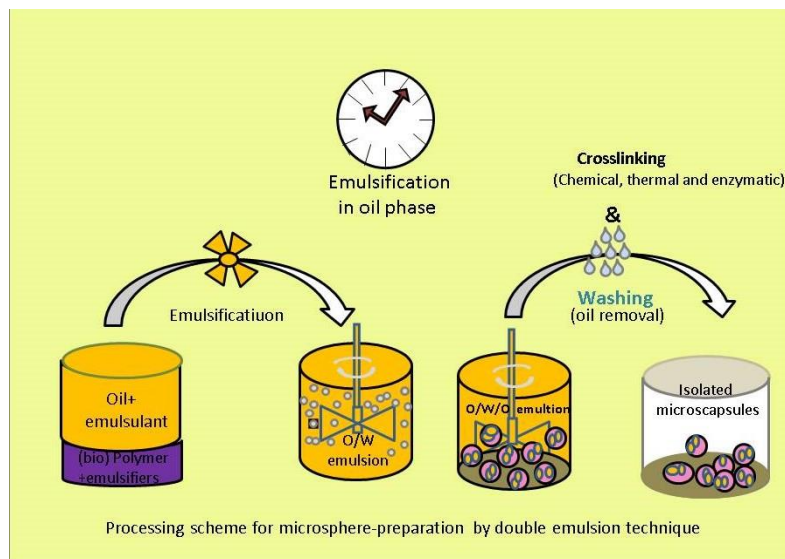 Emulsification
in oil phase
Crosslinking
(Chemical, thermal and enzymatic)
&
Washing
(oil removal)
Emulsificatiuon
Oil+
emulsulant
(bio) Polymer
+emulsifiers
O/W
emulsion
O/W/O emultion
Isolated
microscapsules
Processing scheme for microsphere-preparation by double emulsion technique